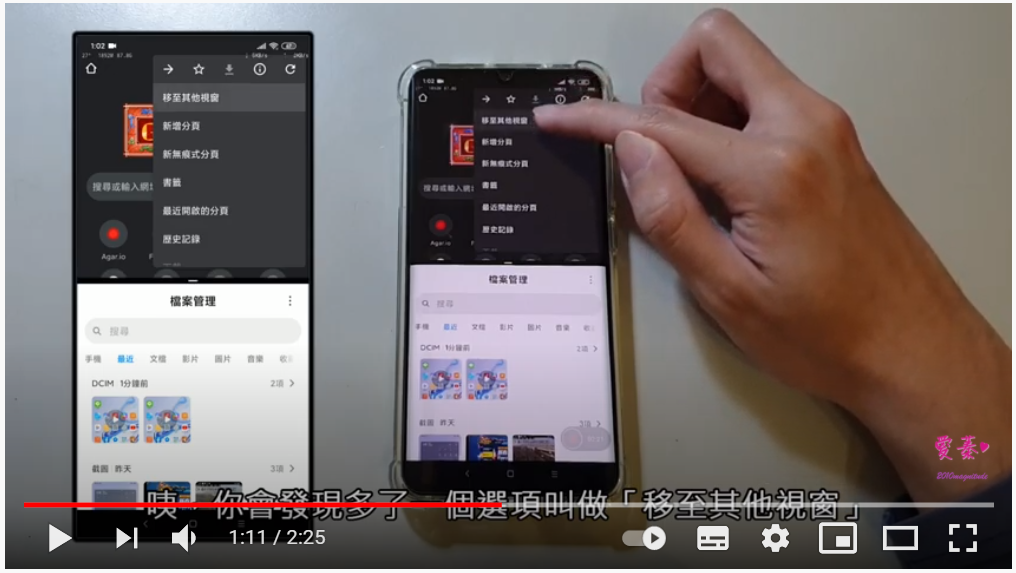 1:02
移至其他視窗
新增分頁
新無痕式分頁
書籤
搜尋或輸入網
最近開啟的分頁
歷史記錄
Agar.io
檔案管理
搜尋
手機 最近 文檔 影片 圖片 音樂 收
DCIM 1分鐘前
2項
截圖 昨天
3項
1:02
移至其他視窗
新增分頁
新無痕式分頁
書籤
搜尋或輸入網
最近開啟的分頁
歷史記錄
Agar.io
檔案管理
搜尋
手機 最近 文檔 影片 圖片 音樂 收
DCIM 1分鐘前
2項
截圖 昨天
愛蓁
2010magnitude
咦 你會發現多了一個選項叫做「移至其他視窗」
1:11 / 2:25